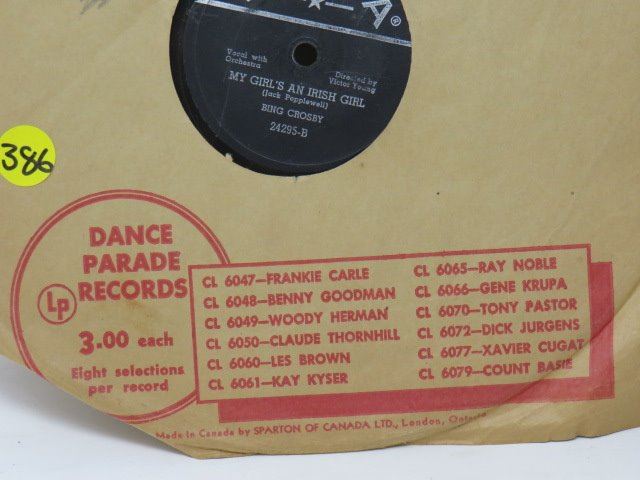 A®
Vocal with
Orchestra
Directed by
Victor Young
MY GIRL'S AN IRISH GIRL
(Jack Pepplewell)
BING CROSBY
24295-B
386
DANCE
PARADE
RECORDS
Lp
3.00 each
Eight selections
per record
CL 6047—FRANKIE CARLE
CL 6048—BENNY GOODMAN
CL 6049—WOODY HERMAN
CL 6050—CLAUDE THORNHILL
CL 6060—LES BROWN
CL 6061—KAY KYSER
CL 6065—RAY NOBLE
CL 6066—GENE KRUPA
CL 6070—TONY PASTOR
CL 6072—DICK JURGENS
CL 6077—XAVIER CUGAT
CL 6079—COUNT BASIE
Made in Canada by SPARTON OF CANADA LTD., London,